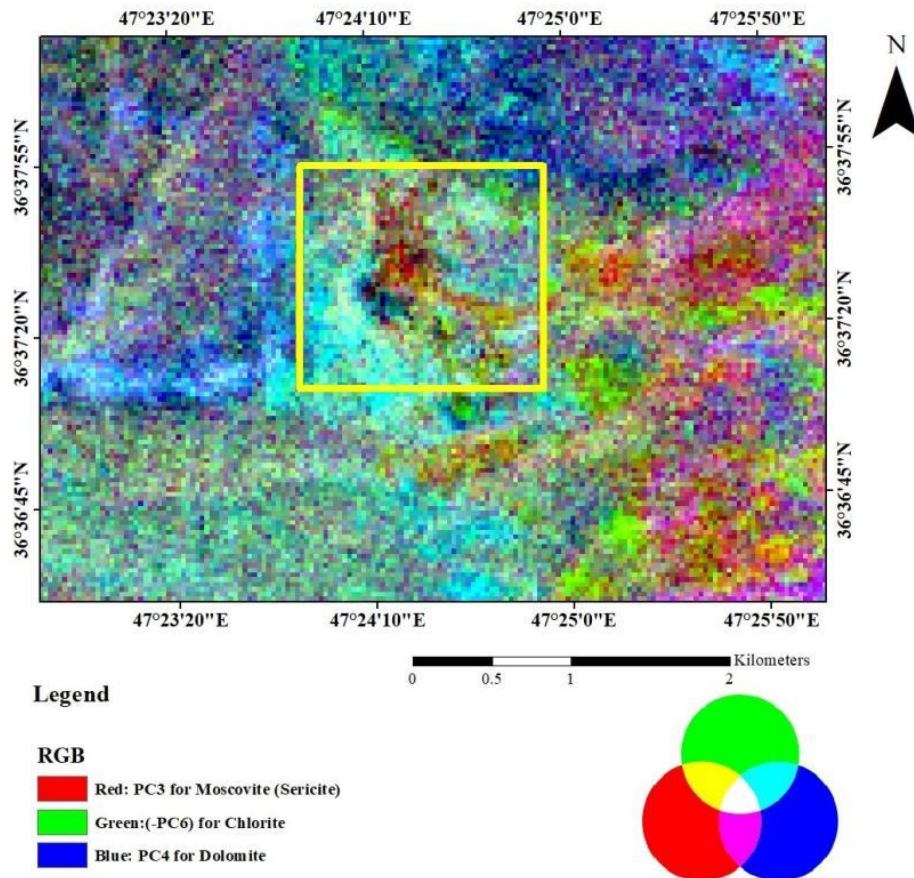 47°23'20"E 47°24'10"E 47°25'0"E 47°25'50"E
N
36°37'55"N 36°37'55"N
36°37'20"N 36°37'20"N
36°36'45"N 36°36'45"N
47°23'20"E 47°24'10"E 47°25'0"E 47°25'50"E
Kilometers
0 0.5 1 2
Legend
RGB
Red: PC3 for Moscovite (Sericite)
Green:(-PC6) for Chlorite
Blue: PC4 for Dolomite